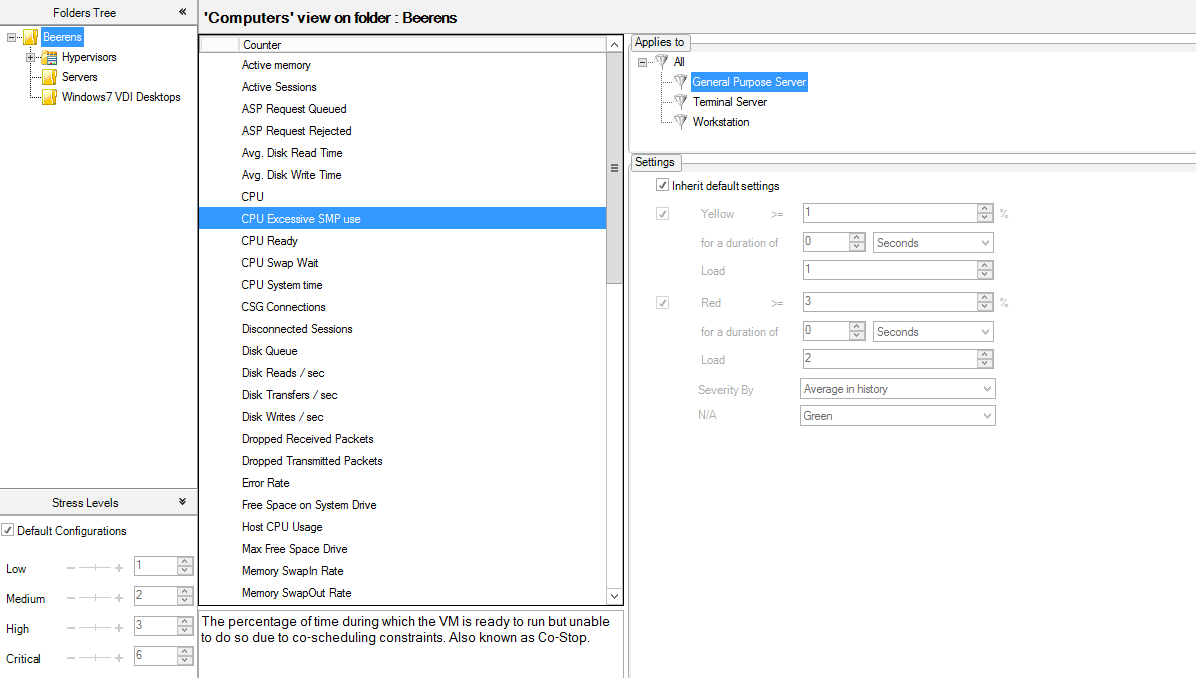 Folders Tree
Beerens
Hypervisors
Servers
Windows7 VDI Desktops
Stress Levels
Default Configurations
Low 1
Medium 2
High 3
Critical 6
'Computers' view on folder : Beerens
Counter
Active memory
Active Sessions
ASP Request Queued
ASP Request Rejected
Avg. Disk Read Time
Avg. Disk Write Time
CPU
CPU Excessive SMP use
CPU Ready
CPU Swap Wait
CPU System time
CSG Connections
Disconnected Sessions
Disk Queue
Disk Reads / sec
Disk Transfers / sec
Disk Writes / sec
Dropped Received Packets
Dropped Transmitted Packets
Error Rate
Free Space on System Drive
Host CPU Usage
Max Free Space Drive
Memory SwapIn Rate
Memory SwapOut Rate
The percentage of time during which the VM is ready to run but unable
to do so due to co-scheduling constraints. Also known as Co-Stop.
Applies to
All
General Purpose Server
Terminal Server
Workstation
Settings
Inherit default settings
Yellow >= 1 %
for a duration of 0 Seconds
Load 1
Red >= 3 %
for a duration of 0 Seconds
Load 2
Severity By Average in history
N/A Green